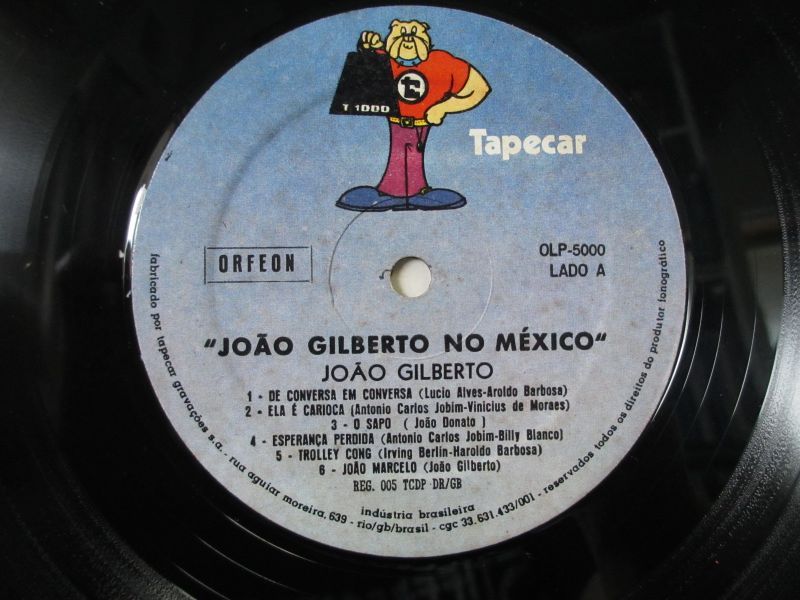 T 1000
Tapecar
ORFEON
OLP-5000
LADO A
"JOÃO GILBERTO NO MÉXICO"
JOÃO GILBERTO
1 - DE CONVERSA EM CONVERSA (Lucio Alves-Aroldo Barbosa)
2 - ELA É CARIOCA (Antonio Carlos Jobim-Vinicius de Moraes)
3 - O SAPO ( João Donato )
4 - ESPERANÇA PERDIDA (Antonio Carlos Jobim-Billy Blanco)
5 - TROLLEY CONG (Irving Berlin-Haroldo Barbosa)
6 - JOÃO MARCELO (João Gilberto)
REG. 005 TCDP DR/GB
indústria brasileira
fabricado por tapecar gravações s.a. - rua aguiar moreira, 639 - rio/gb/brasil - cgc 33.631.433/001 - reservados todos os direitos do produtor fonográfico